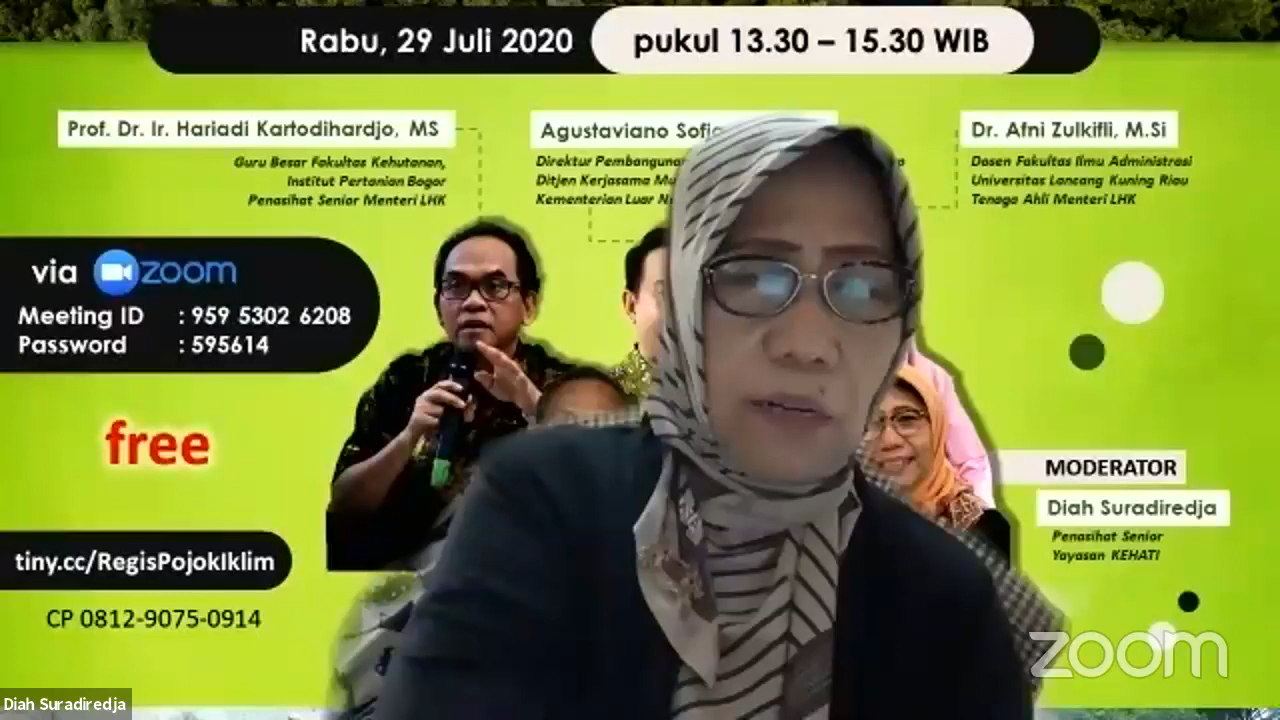 Rabu, 29 Juli 2020
pukul 13.30 – 15.30 WIB
Prof. Dr. Ir. Hariadi Kartodihardjo, MS
Guru Besar Fakultas Kehutanan,
Institut Pertanian Bogor
Penasihat Senior Menteri LHK
Agustaviano
Direktur
Ditjen Kerjasama
Kementerian Luar
Dr. Afni Zulkifli, M.Si
Dosen Fakultas Ilmu Administrasi
Universitas Lancang Kuning Riau
Tenaga Ahli Menteri LHK
via zoom
Meeting ID : 959 5302 6208
Password : 595614
free
tiny.cc/RegisPojokIklim
CP 0812-9075-0914
MODERATOR
Diah Suradiredja
Penasihat Senior
Yayasan KEHATI
zoom
Diah Suradiredja